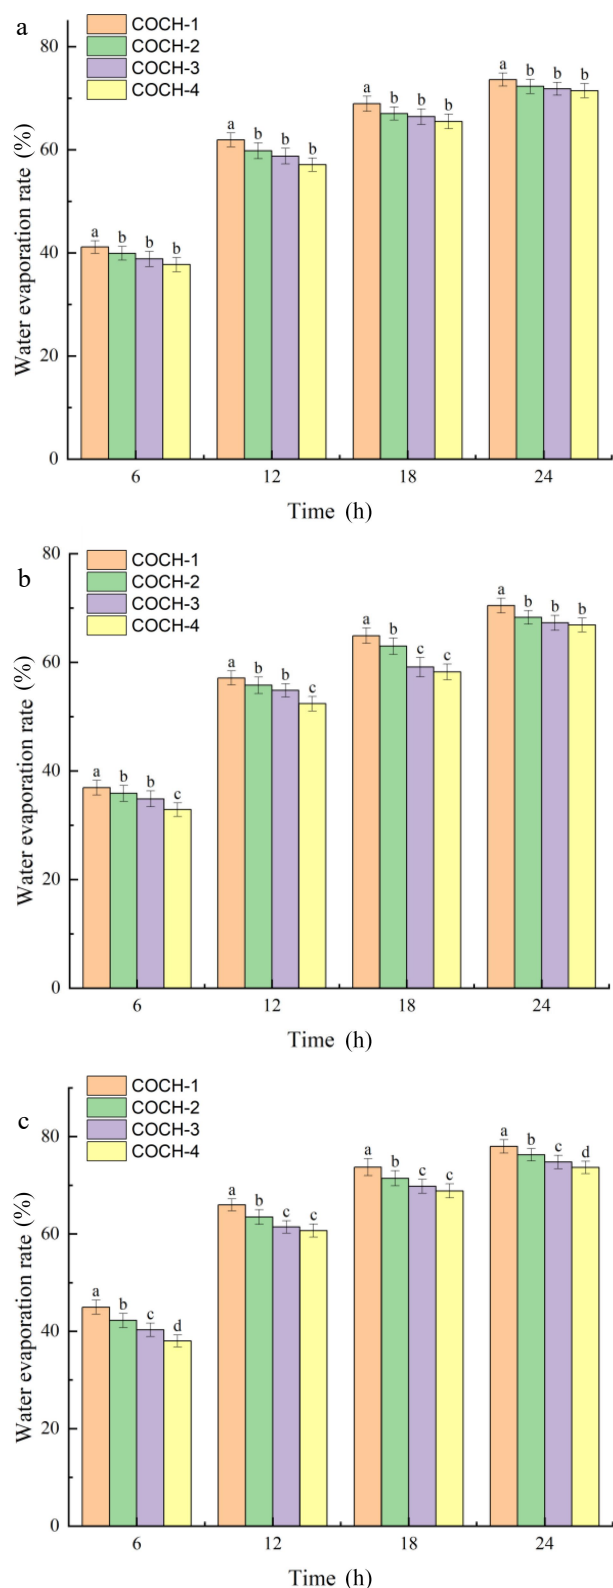 a
COCH-1
COCH-2
COCH-3
COCH-4
Water evaporation rate (%)
80
60
40
20
0
a b b b
a b b b
a b b b
a b b b
6 12 18 24
Time (h)
b
COCH-1
COCH-2
COCH-3
COCH-4
Water evaporation rate (%)
80
60
40
20
0
a b b c
a b b c
a b c c
a b b b
6 12 18 24
Time (h)
c
COCH-1
COCH-2
COCH-3
COCH-4
Water evaporation rate (%)
80
60
40
20
0
a b c d
a b c c
a b c c
a b c d
6 12 18 24
Time (h)